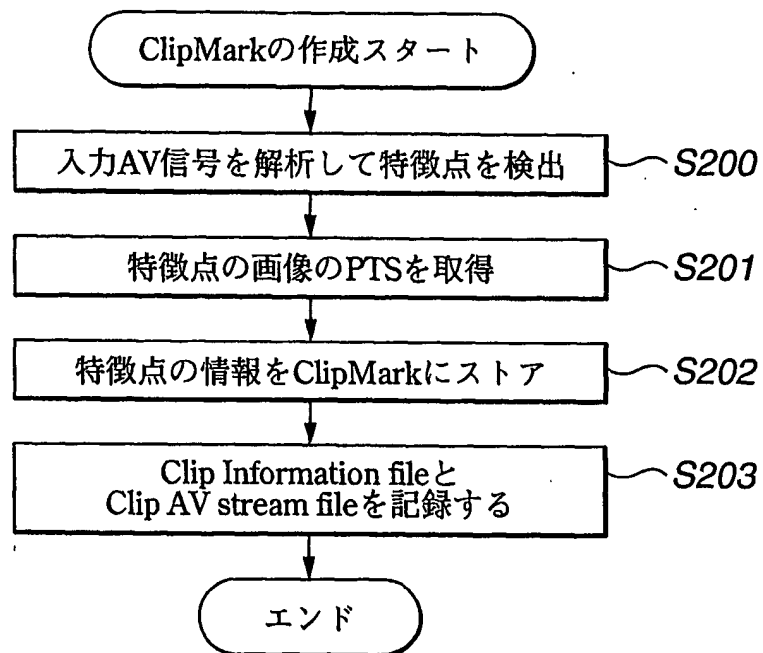 ClipMarkの作成スタート
入力AV信号を解析して特徴点を検出
S200
特徴点の画像のPTSを取得
S201
特徴点の情報をClipMarkにストア
S202
Clip Information fileと
Clip AV stream fileを記録する
S203
エンド